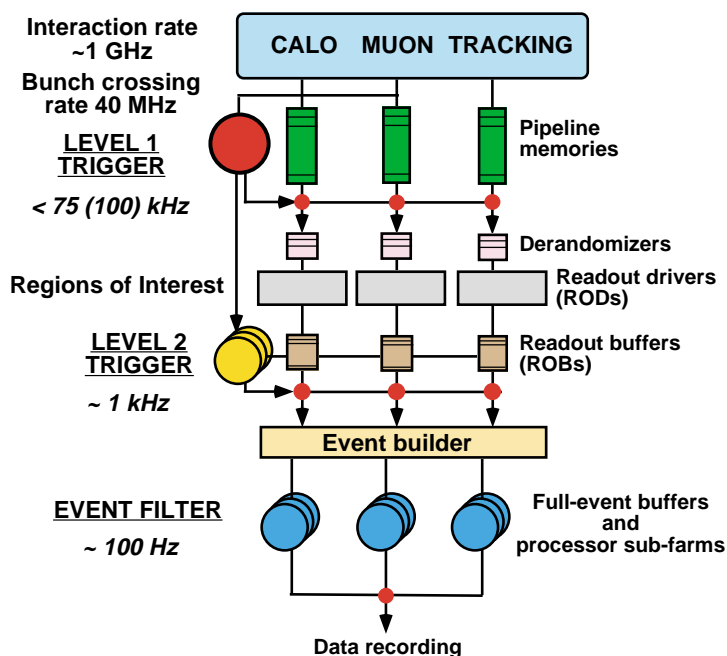 Interaction rate
~1 GHz
CALO MUON TRACKING
Bunch crossing
rate 40 MHz
LEVEL 1
TRIGGER
Pipeline
memories
< 75 (100) kHz
Derandomizers
Regions of Interest
Readout drivers
(RODs)
LEVEL 2
TRIGGER
Readout buffers
(ROBs)
~ 1 kHz
Event builder
EVENT FILTER
~ 100 Hz
Full-event buffers
and
processor sub-farms
Data recording